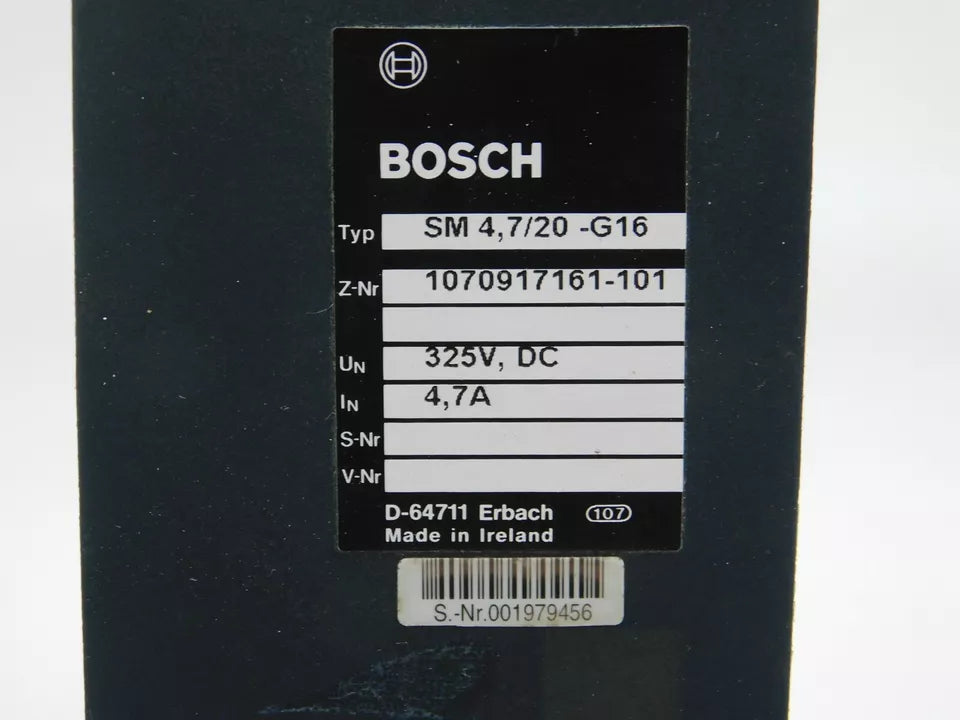 BOSCH
Typ SM 4,7/20 -G16
Z-Nr 1070917161-101
UN 325V, DC
IN 4,7A
S-Nr
V-Nr
D-64711 Erbach 107
Made in Ireland
S.-Nr.001979456